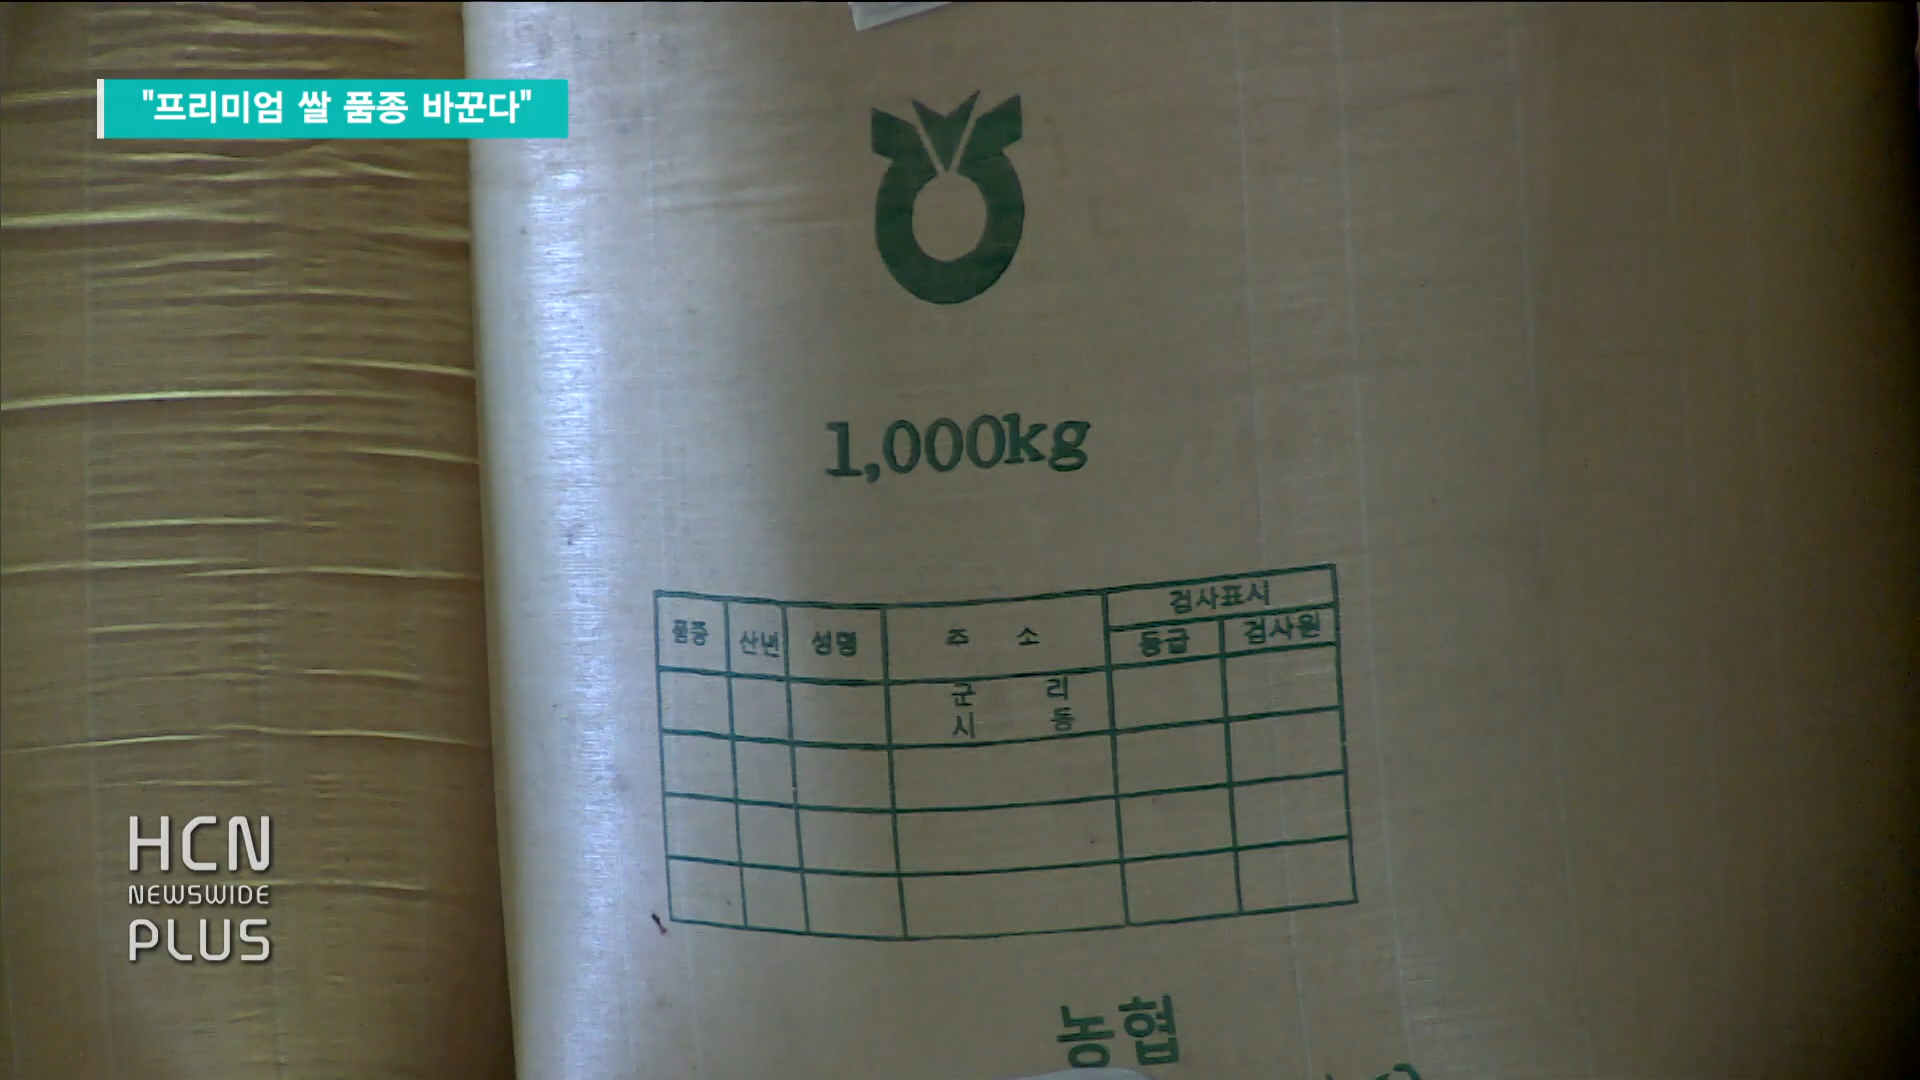 "프리미엄 쌀 품종 바꾼다"
1,000kg
품종 산년 성명 주 소 검사표시
등급 검사원
군 리
시 동
농협
HCN
NEWSWIDE
PLUS